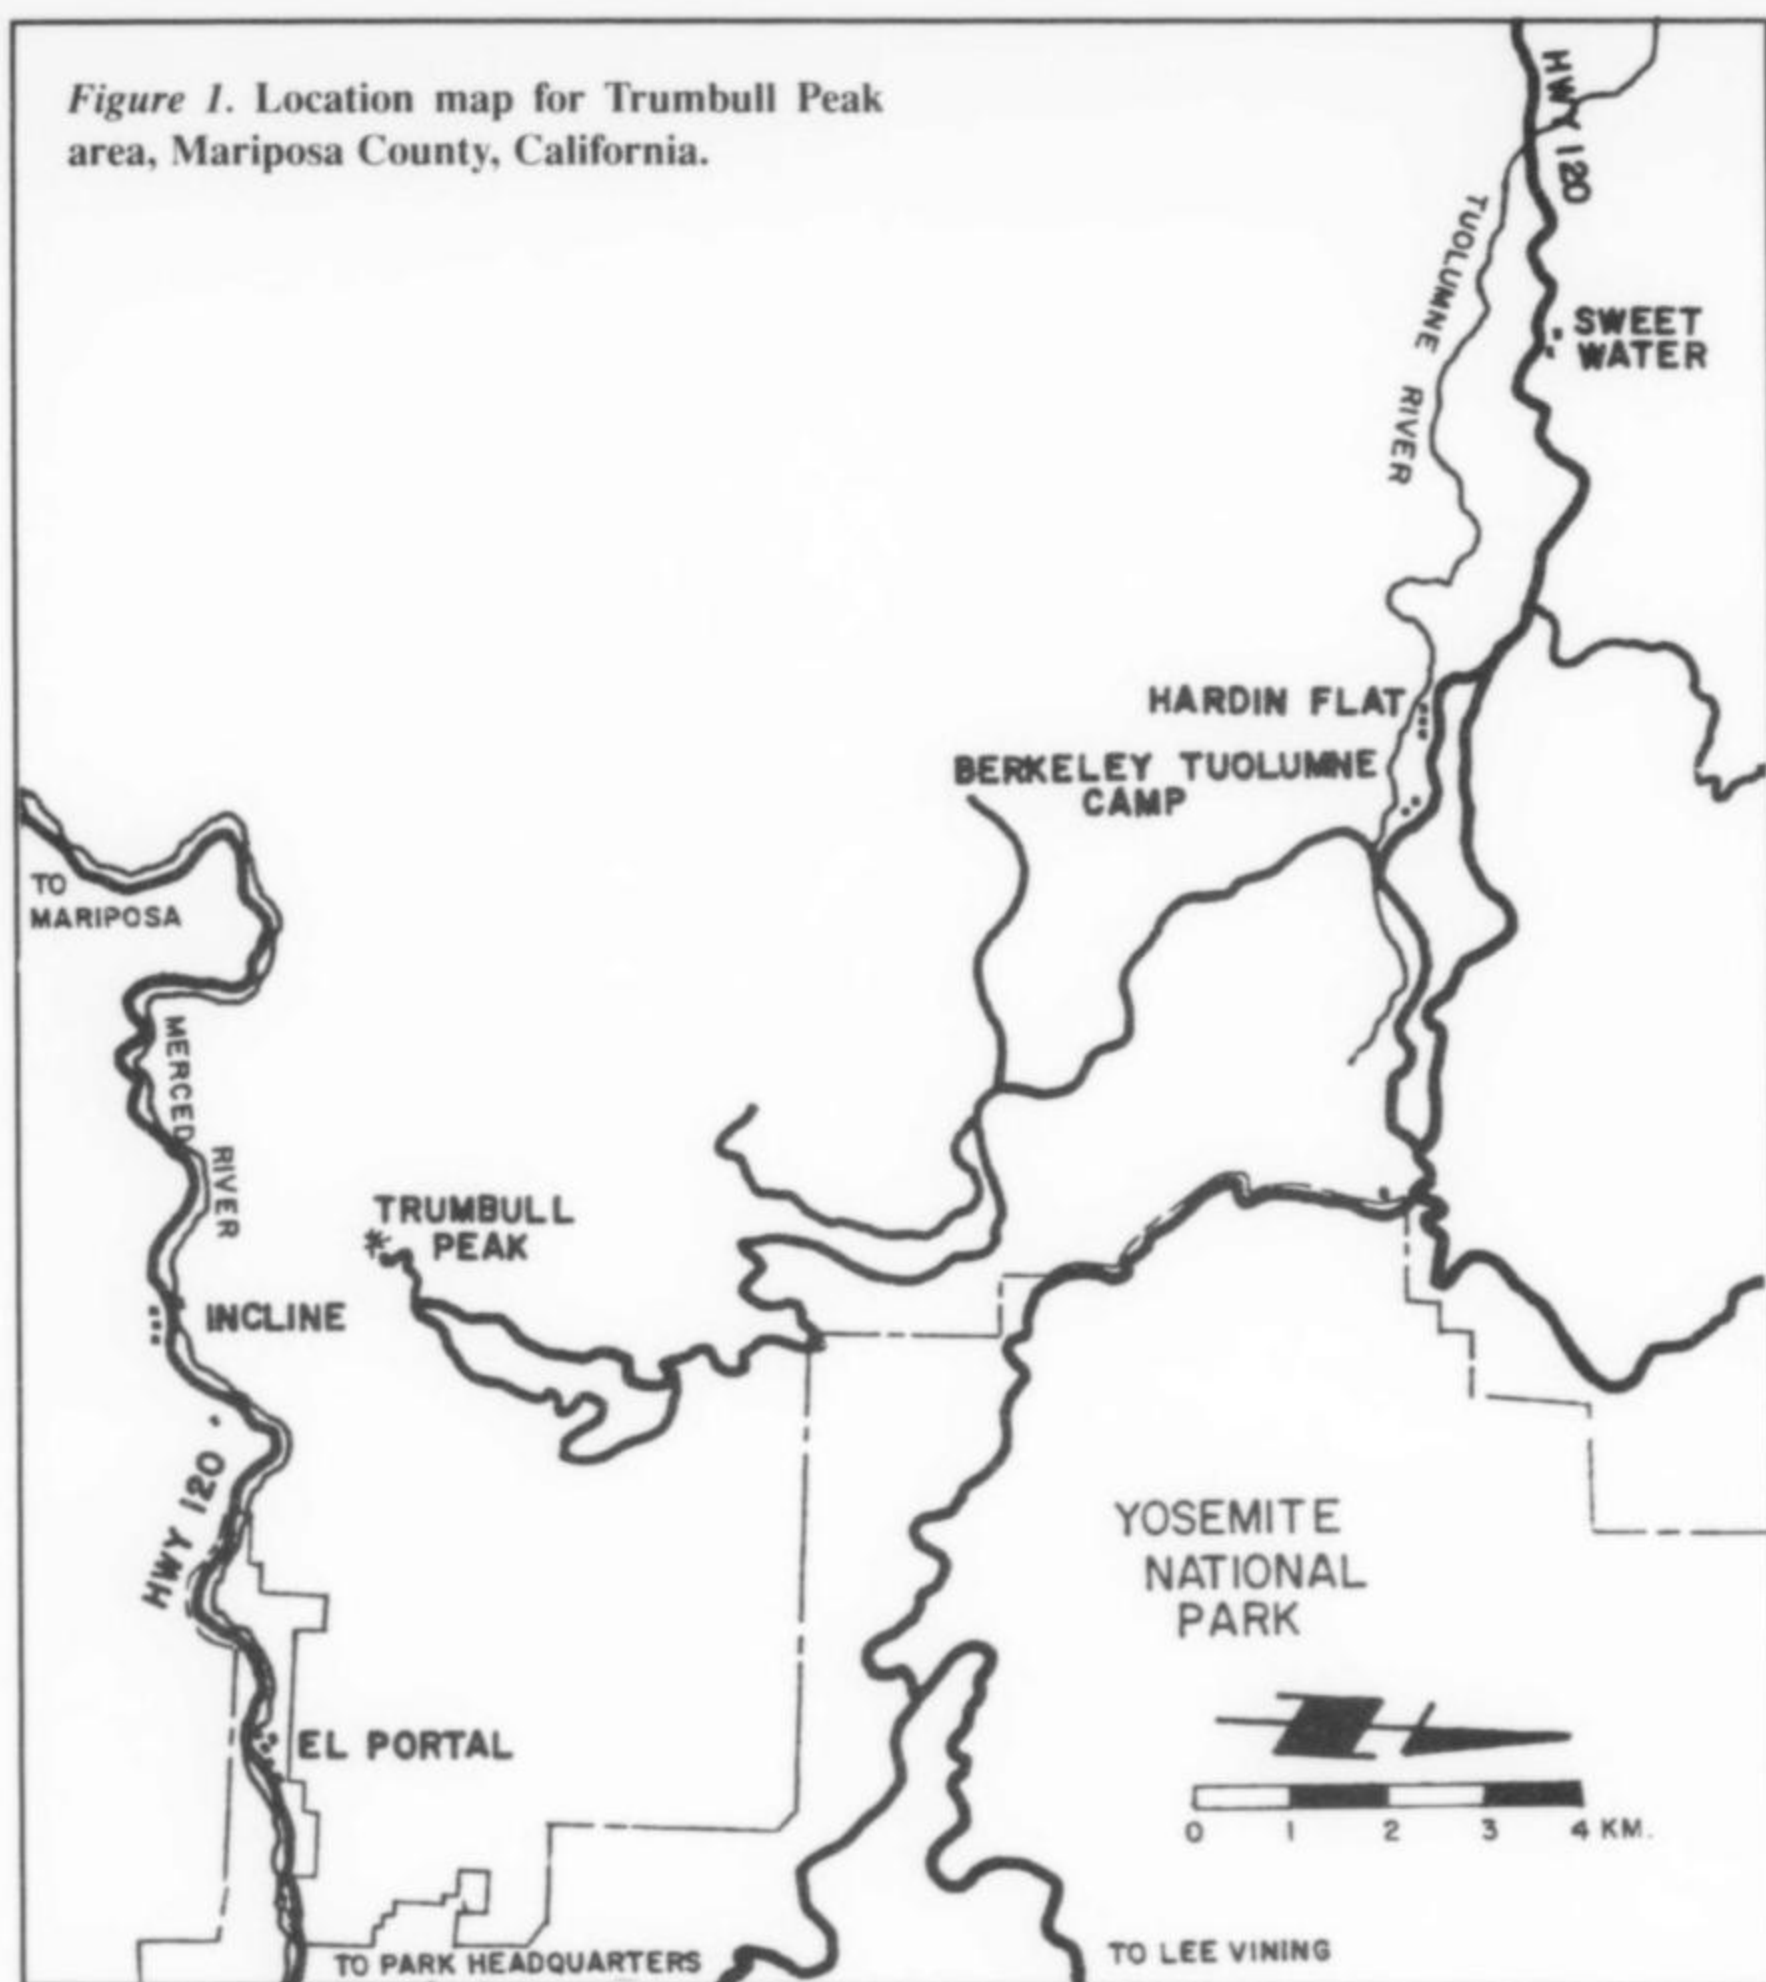 Figure 1. Location map for Trumbull Peak
area, Mariposa County, California.
HWY 120
TUOLUMNE RIVER
SWEET
WATER
HARDIN FLAT
BERKELEY TUOLUMNE
CAMP
TO
MARIPOSA
MERCED
RIVER
TRUMBULL
PEAK
INCLINE
HWY 120
YOSEMITE
NATIONAL
PARK
EL PORTAL
0 1 2 3 4 KM.
TO PARK HEADQUARTERS
TO LEE VINING